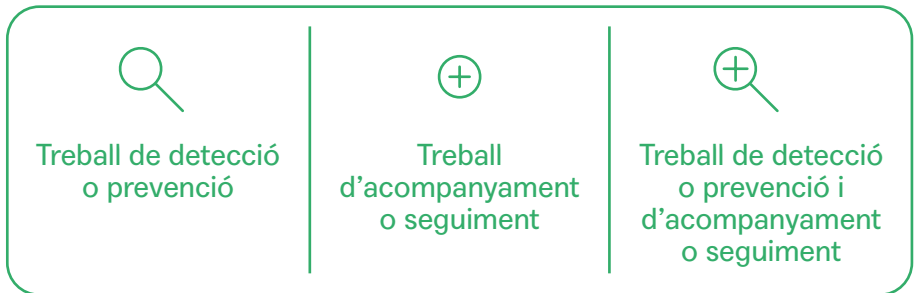 Treball de detecció
o prevenció
Treball
d’acompanyament
o seguiment
Treball de detecció
o prevenció i
d’acompanyament
o seguiment